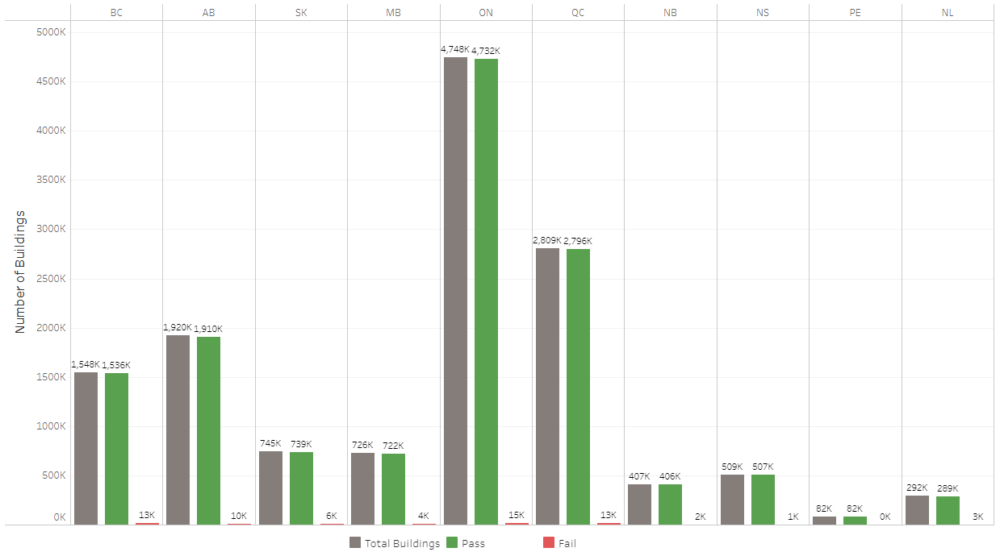 BC AB SK MB ON QC NB NS PE NL
5000K
4,748K 4,732K
4500K
4000K
3500K
3000K
2,809K 2,796K
Number of Buildings
2500K
2000K
1,920K 1,910K
1,548K 1,536K
1500K
1000K
745K 739K 726K 722K
500K
509K 507K
407K 406K
292K 289K
82K 82K
0K
13K 10K 6K 4K 15K 13K 2K 1K 0K 3K
Total Buildings Pass Fail